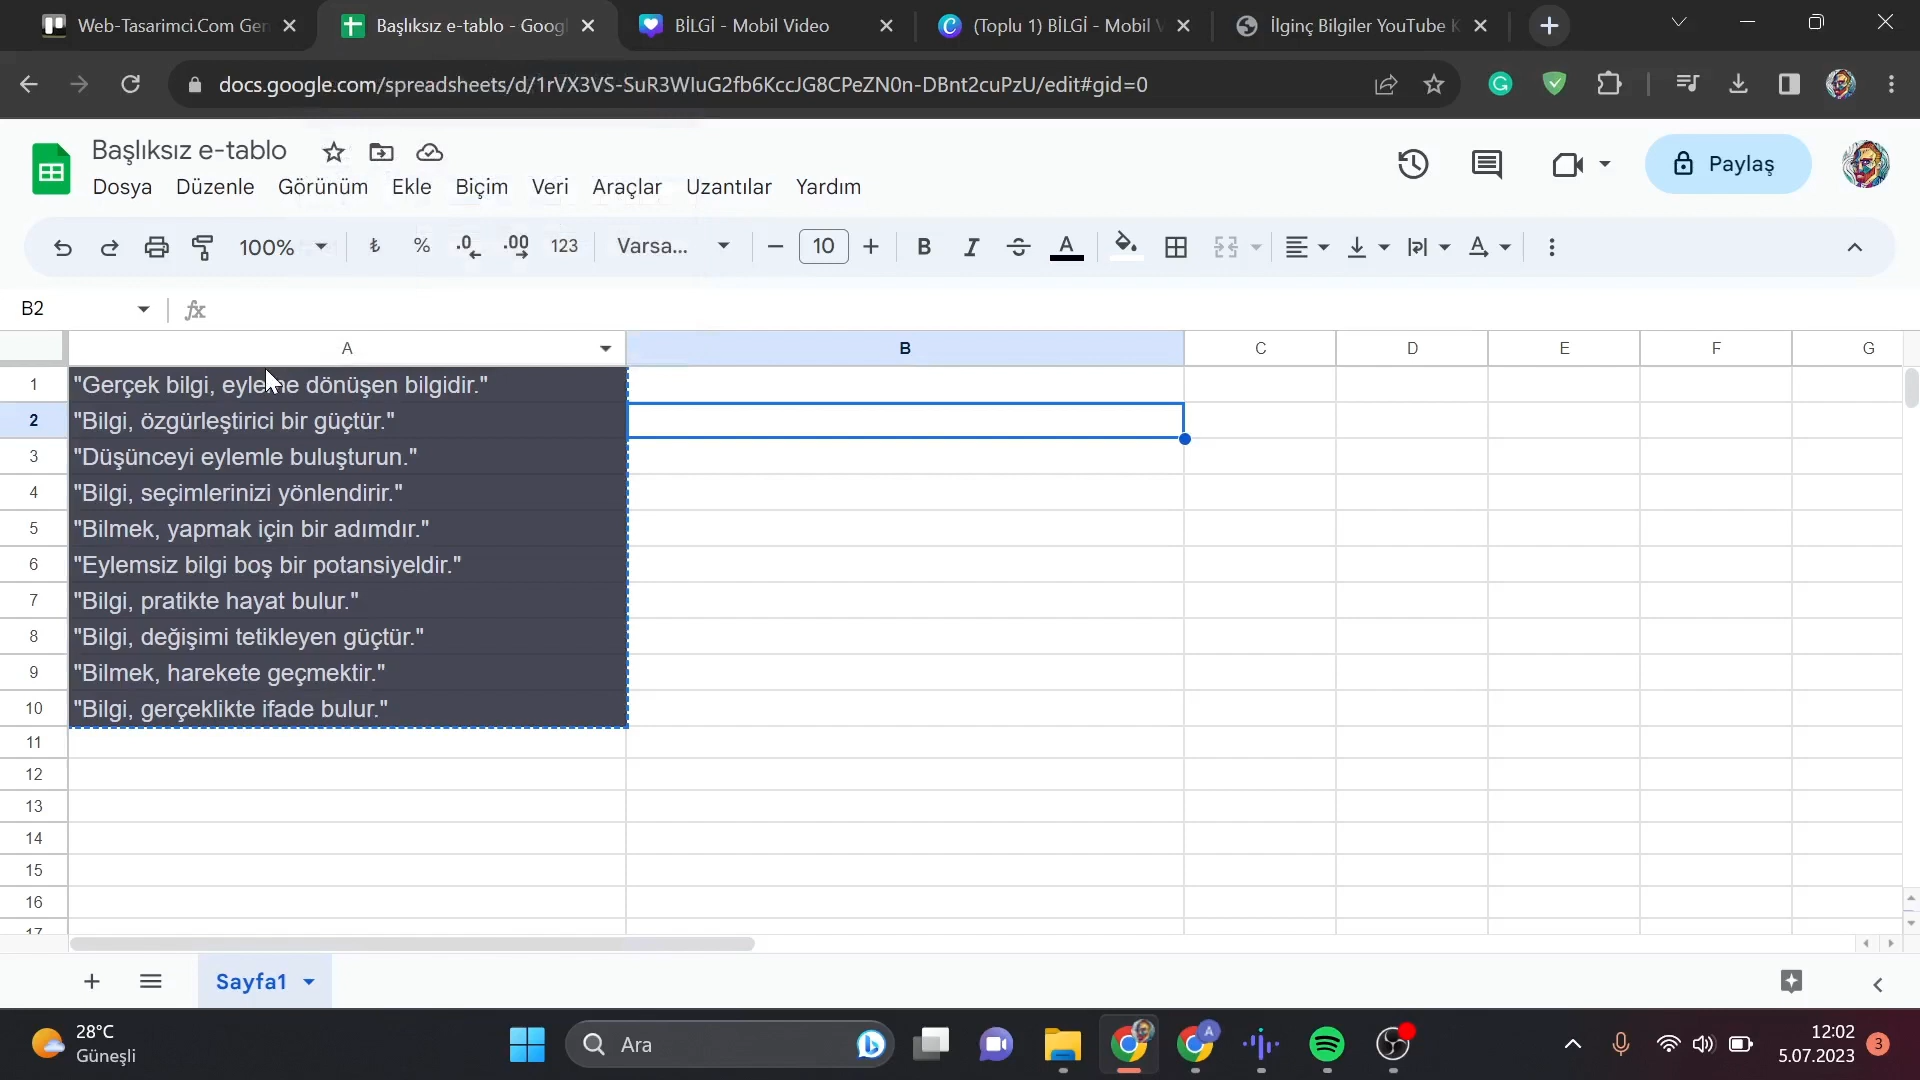 Web-Tasarimci.Com Gen
Başlıksız e-tablo - Googl
BİLGİ - Mobil Video
(Toplu 1) BİLGİ - Mobil V
İlginç Bilgiler YouTube K
docs.google.com/spreadsheets/d/1rVX3VS-SuR3WIuG2fb6KccJG8CPeZN0n-DBnt2cuPzU/edit#gid=0
Başlıksız e-tablo
Dosya Düzenle Görünüm Ekle Biçim Veri Araçlar Uzantılar Yardım
Paylaş
100% ₺ % .0 .00 123 Varsa... 10 B I S A
B2 fx
A B C D E F G
1 "Gerçek bilgi, eyleme dönüşen bilgidir."
2 "Bilgi, özgürleştirici bir güçtür."
3 "Düşünceyi eylemle buluşturun."
4 "Bilgi, seçimlerinizi yönlendirir."
5 "Bilmek, yapmak için bir adımdır."
6 "Eylemsiz bilgi boş bir potansiyeldir."
7 "Bilgi, pratikte hayat bulur."
8 "Bilgi, değişimi tetikleyen güçtür."
9 "Bilmek, harekete geçmektir."
10 "Bilgi, gerçeklikte ifade bulur."
11
12
13
14
15
16
17
Sayfa1
28°C
Güneşli
Ara
A
12:02
5.07.2023
3